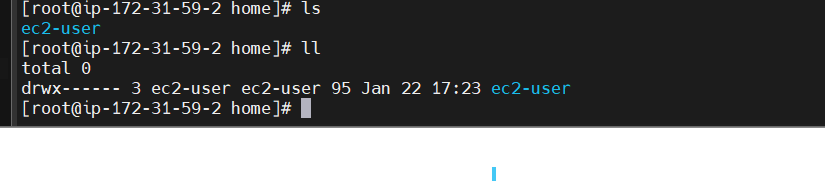 [root@ip-172-31-59-2 home]# ls
ec2-user
[root@ip-172-31-59-2 home]# ll
total 0
drwx------ 3 ec2-user ec2-user 95 Jan 22 17:23 ec2-user
[root@ip-172-31-59-2 home]#